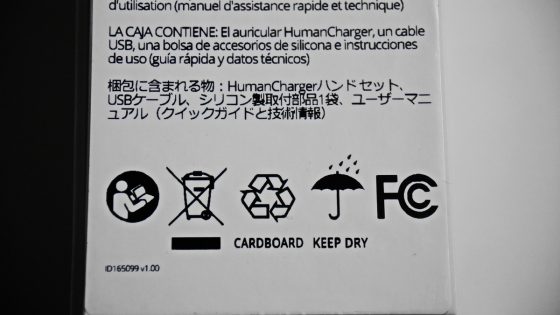 d'utilisation (manuel d'assistance rapide et technique)
LA CAJA CONTIENE: El auricular HumanCharger, un cable
USB, una bolsa de accesorios de silicona e instrucciones
de uso (guía rápida y datos técnicos)
梱包に含まれる物：HumanChargerハンドセット、
USBケーブル、シリコン製取付部品1袋、ユーザーマニ
ュアル（クイックガイドと技術情報）
FC
CARDBOARD KEEP DRY
ID165099 v1.00